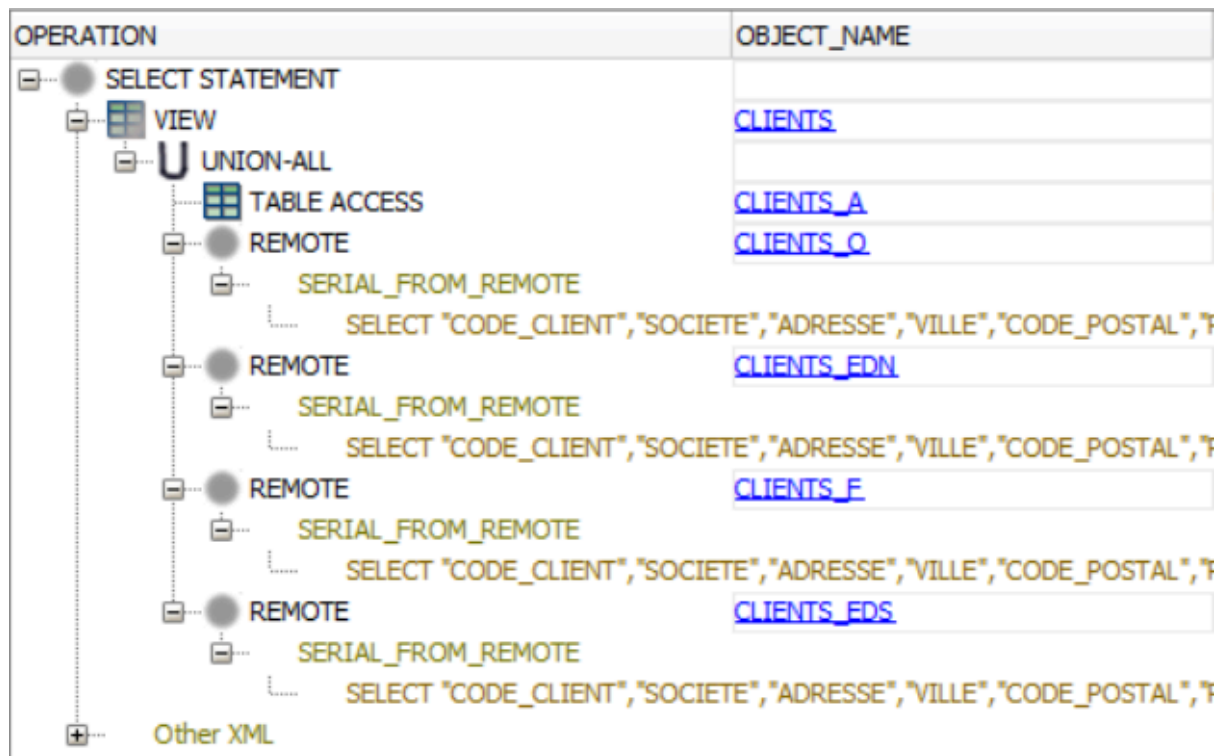 OPERATION OBJECT_NAME
SELECT STATEMENT
VIEW CLIENTS
UNION-ALL
TABLE ACCESS CLIENTS_A
REMOTE CLIENTS_O
SERIAL_FROM_REMOTE
SELECT "CODE_CLIENT","SOCIETE","ADRESSE","VILLE","CODE_POSTAL","
REMOTE CLIENTS_EDN
SERIAL_FROM_REMOTE
SELECT "CODE_CLIENT","SOCIETE","ADRESSE","VILLE","CODE_POSTAL","
REMOTE CLIENTS_F
SERIAL_FROM_REMOTE
SELECT "CODE_CLIENT","SOCIETE","ADRESSE","VILLE","CODE_POSTAL","
REMOTE CLIENTS_EDS
SERIAL_FROM_REMOTE
SELECT "CODE_CLIENT","SOCIETE","ADRESSE","VILLE","CODE_POSTAL","
Other XML